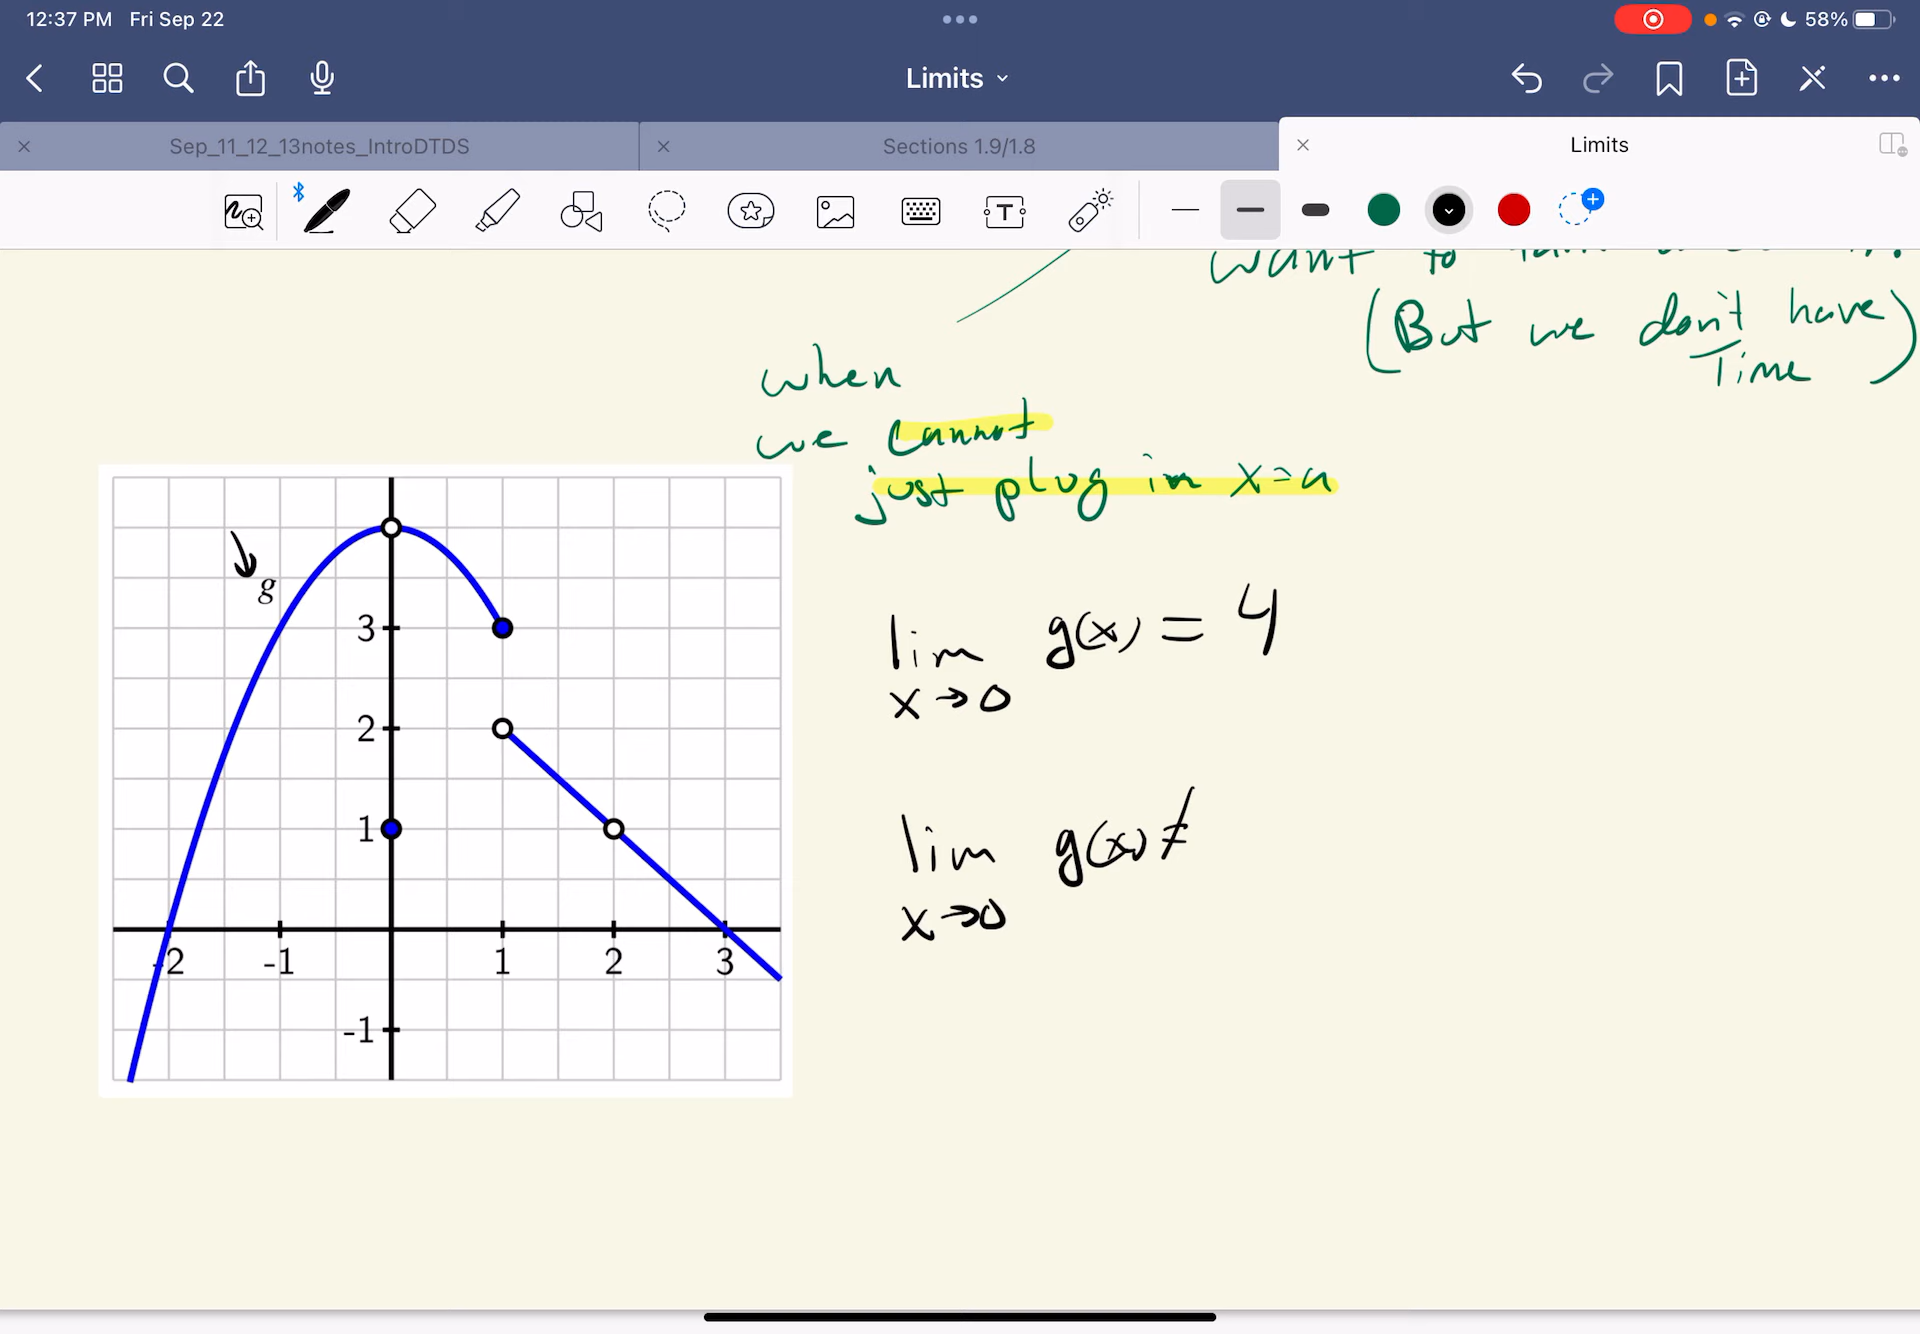 12:37 PM Fri Sep 22
58%
Limits
Sep_11_12_13notes_IntroDTDS
Sections 1.9/1.8
Limits
T
want to
(But we don't have
Time)
when
we cannot
just plug in x=a
g
3
2
1
-2 -1 1 2 3
-1
lim g(x) = 4
x→0
lim g(x) ≠
x→0